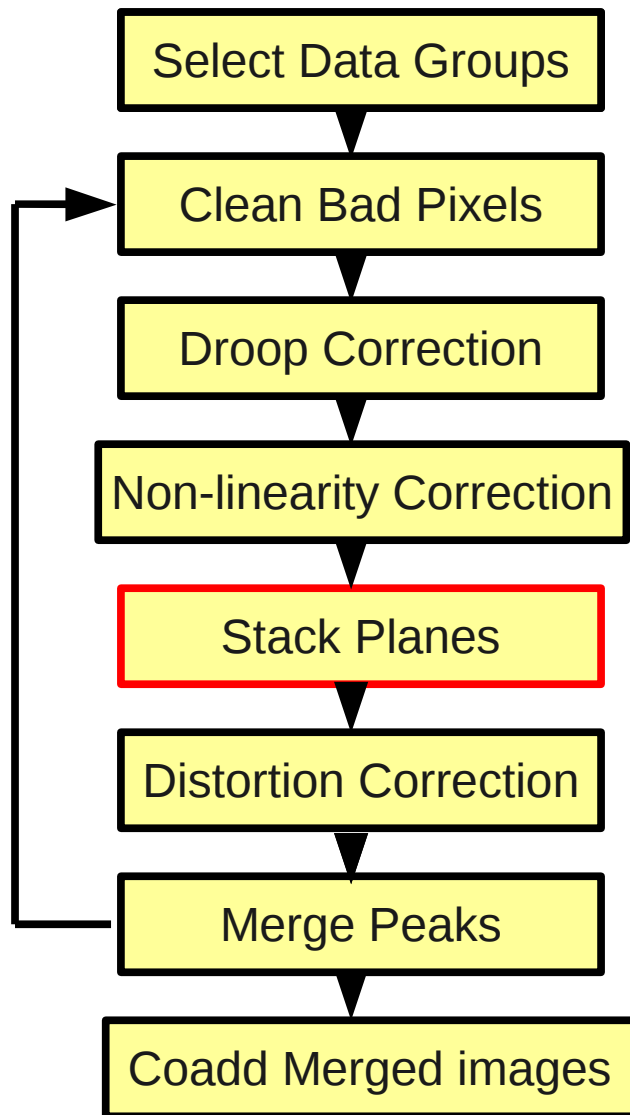 Select Data Groups
Clean Bad Pixels
Droop Correction
Non-linearity Correction
Stack Planes
Distortion Correction
Merge Peaks
Coadd Merged images